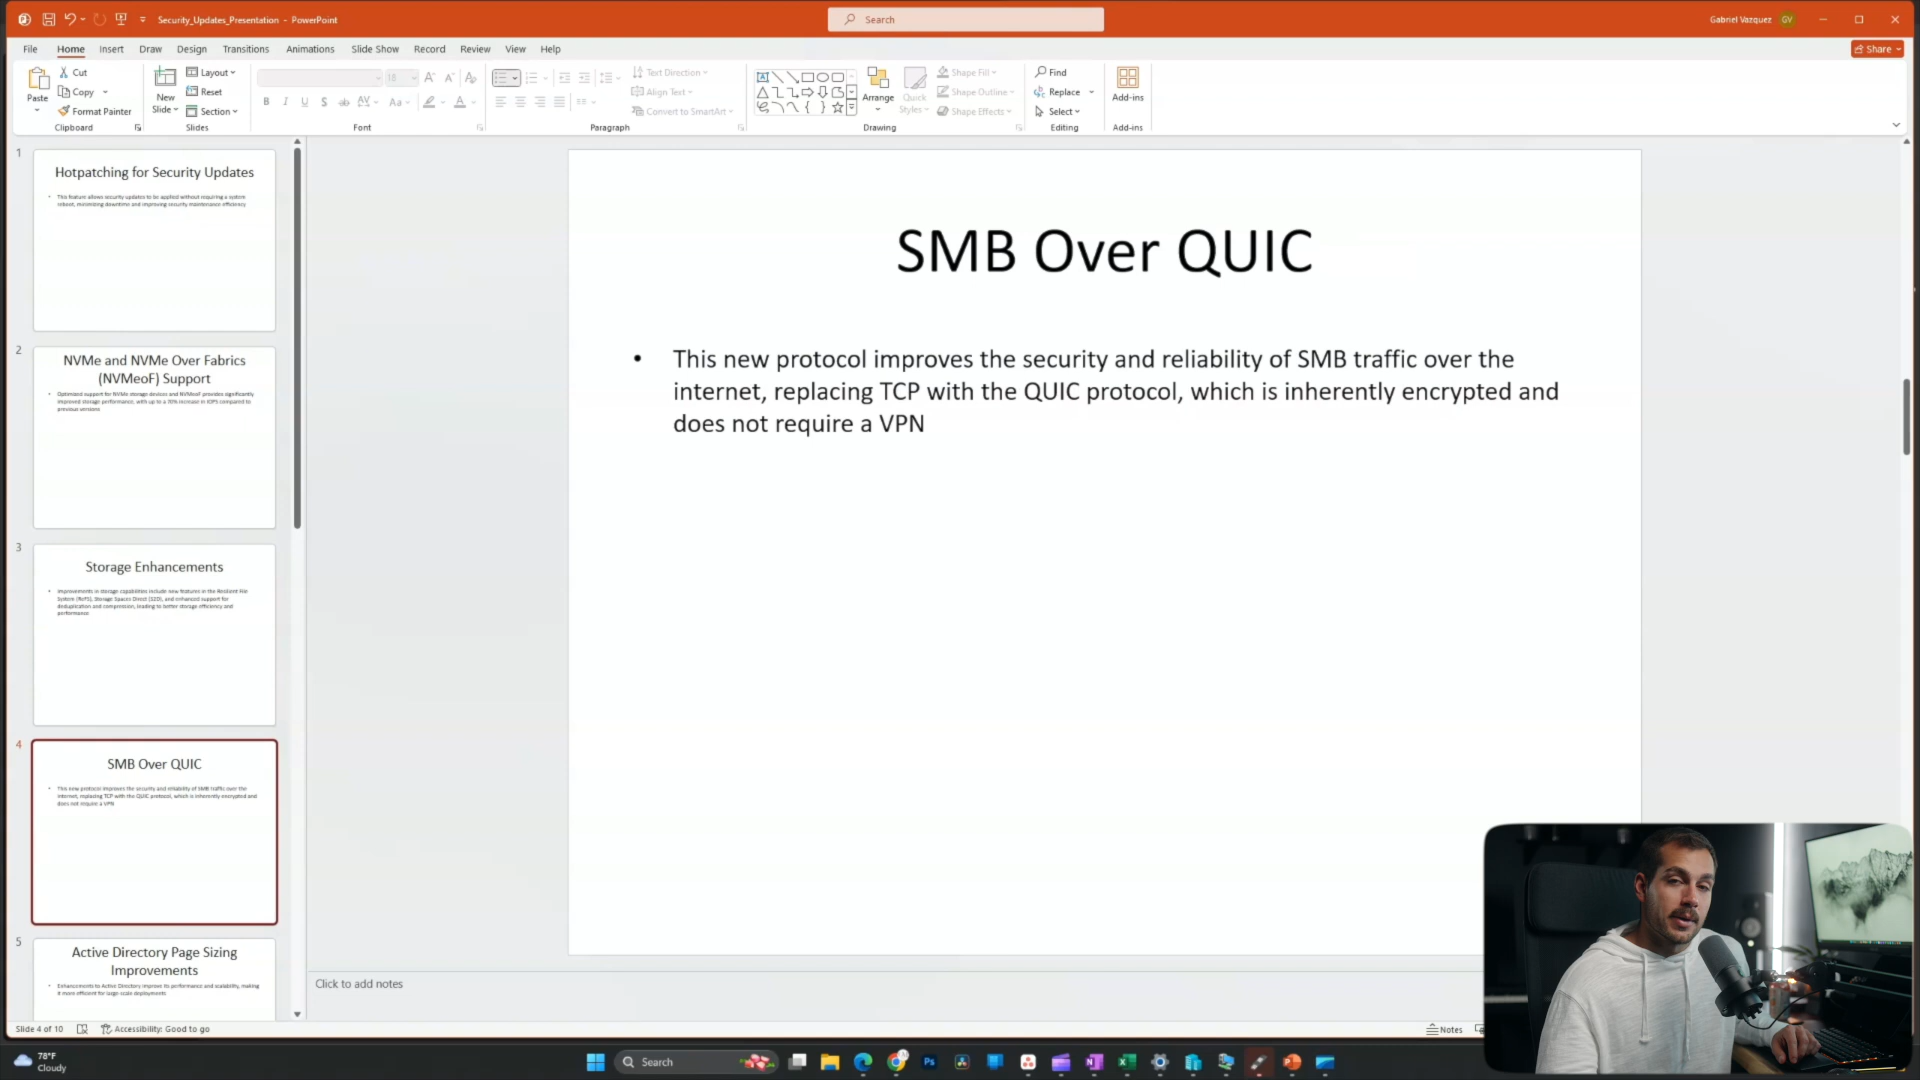 Security_Updates_Presentation - PowerPoint
Search
Gabriel Vazquez
GV
File Home Insert Draw Design Transitions Animations Slide Show Record Review View Help
Share
Paste
Cut
Copy
Format Painter
Clipboard
New Slide
Layout
Reset
Section
Slides
18
Font
Text Direction
Align Text
Convert to SmartArt
Paragraph
Arrange
Quick Styles
Shape Fill
Shape Outline
Shape Effects
Drawing
Find
Replace
Select
Editing
Add-ins
Add-ins
1
Hotpatching for Security Updates
• This feature allows security updates to be applied without requiring a system
reboot, minimizing downtime and improving security maintenance efficiency
2
NVMe and NVMe Over Fabrics
(NVMeoF) Support
• Optimized support for NVMe storage devices and NVMeoF provides significantly
improved storage performance, with up to a 70% increase in IOPS compared to
previous versions
3
Storage Enhancements
• Improvements in storage capabilities include new features in the Resilient File
System (ReFS), Storage Spaces Direct (S2D), and enhanced support for
deduplication and compression, leading to better storage efficiency and
performance
4
SMB Over QUIC
• This new protocol improves the security and reliability of SMB traffic over the
internet, replacing TCP with the QUIC protocol, which is inherently encrypted and
does not require a VPN
5
Active Directory Page Sizing
Improvements
• Enhancements to Active Directory improve its performance and scalability, making
it more efficient for large-scale deployments
SMB Over QUIC
• This new protocol improves the security and reliability of SMB traffic over the
internet, replacing TCP with the QUIC protocol, which is inherently encrypted and
does not require a VPN
Click to add notes
Slide 4 of 10
Accessibility: Good to go
Notes
78°F
Cloudy
Search